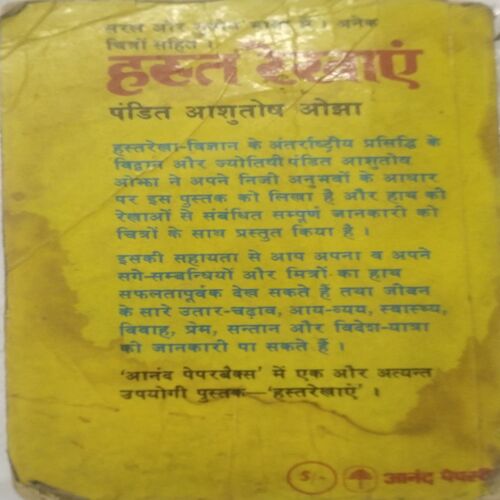 सरल और सुबोध भाषा में । अनेक
चित्रों सहित ।
हस्त रेखाएं
पंडित आशुतोष ओझा
हस्तरेखा-विज्ञान के अंतर्राष्ट्रीय प्रसिद्धि के
विद्वान और ज्योतिषी पंडित आशुतोष
ओझा ने अपने निजी अनुभवों के आधार
पर इस पुस्तक को लिखा है और हाथ की
रेखाओं से संबंधित सम्पूर्ण जानकारी को
चित्रों के साथ प्रस्तुत किया है ।
इसकी सहायता से आप अपना व अपने
सगे-सम्बन्धियों और मित्रों का हाथ
सफलतापूर्वक देख सकते हैं तथा जीवन
के सारे उतार-चढ़ाव, आय-व्यय, स्वास्थ्य,
विवाह, प्रेम, सन्तान और विदेश-यात्रा
की जानकारी पा सकते हैं ।
‘आनंद पेपरबैक्स’ में एक और अत्यन्त
उपयोगी पुस्तक—‘हस्तरेखाएं’ ।
5/- आनंद